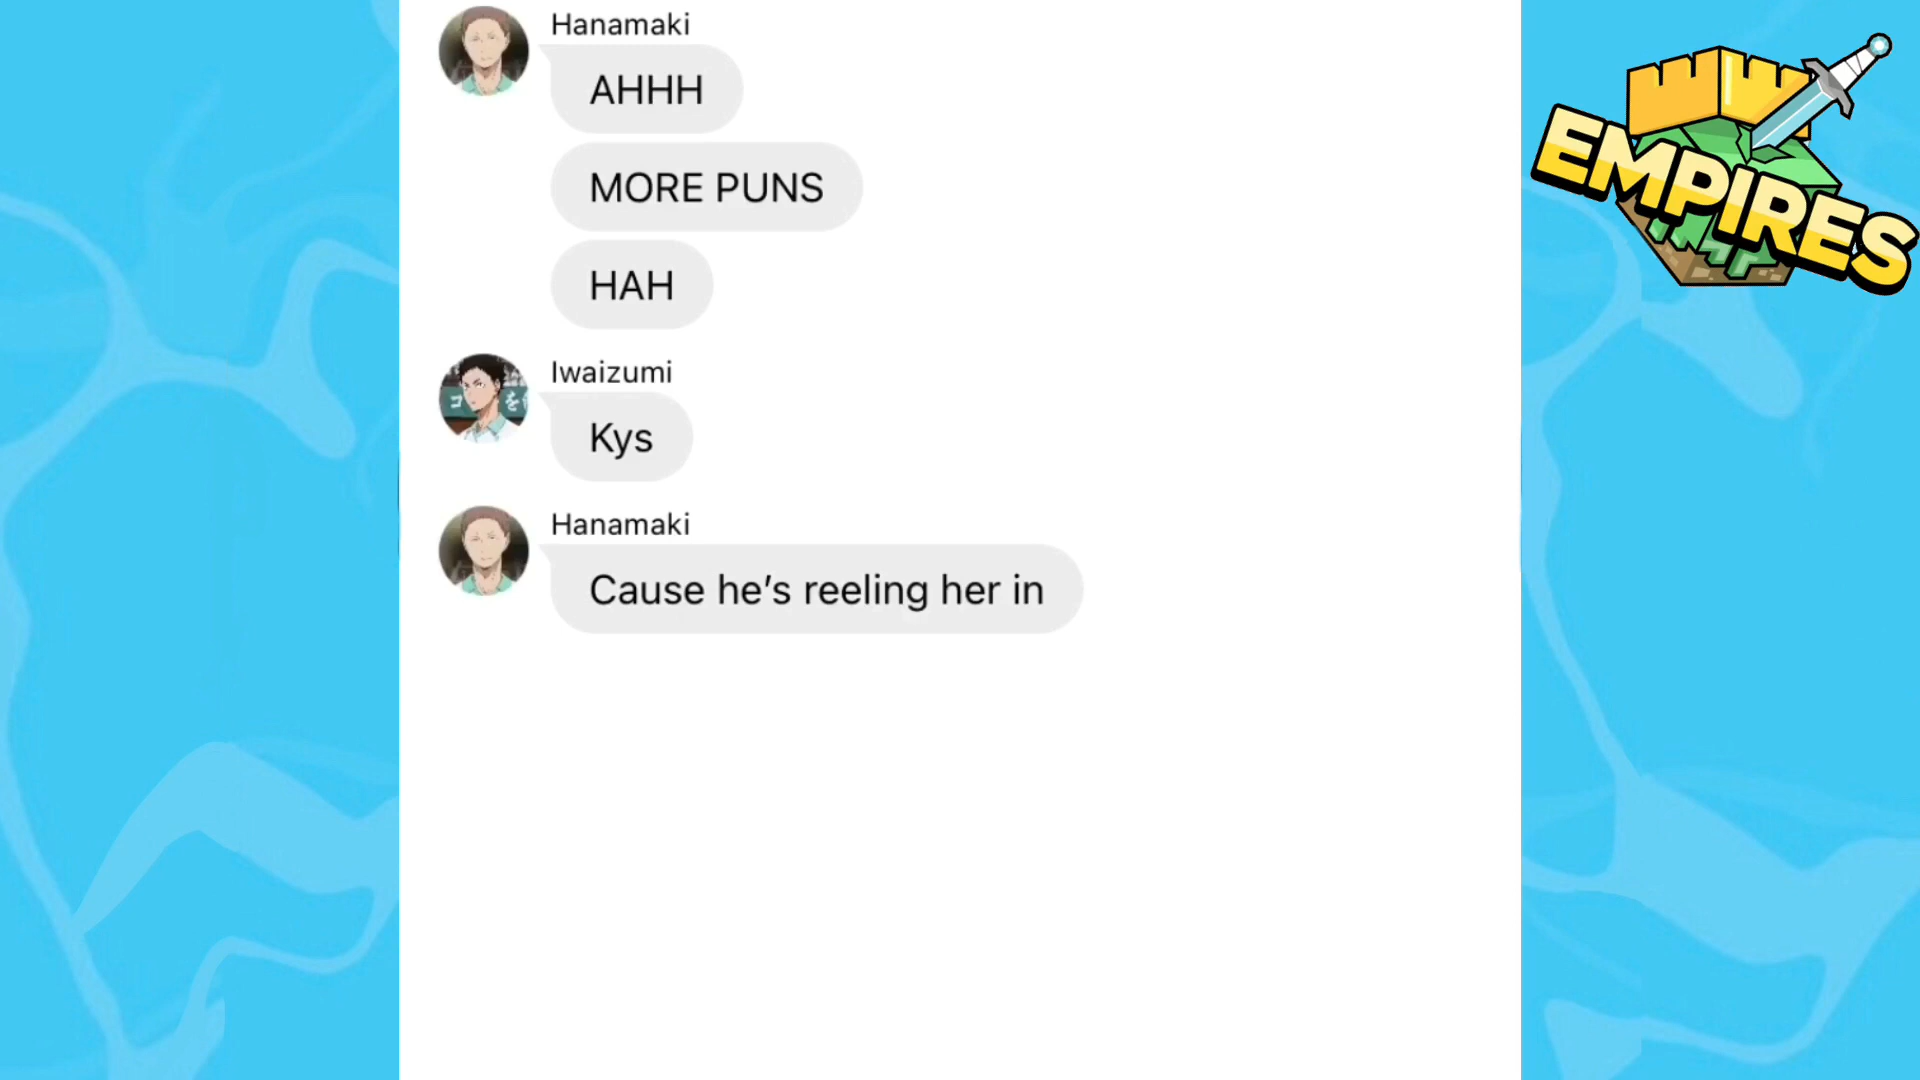 Hanamaki
AHHH
MORE PUNS
HAH
Iwaizumi
Kys
Hanamaki
Cause he’s reeling her in
EMPIRES